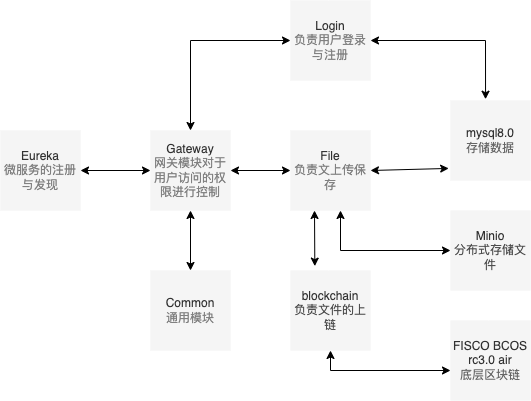 Login
负责用户登录
与注册
mysql8.0
存储数据
Eureka
微服务的注册
与发现
Gateway
网关模块对于
用户访问的权
限进行控制
File
负责文上传保
存
Minio
分布式存储文
件
Common
通用模块
blockchain
负责文件的上
链
FISCO BCOS
rc3.0 air
底层区块链